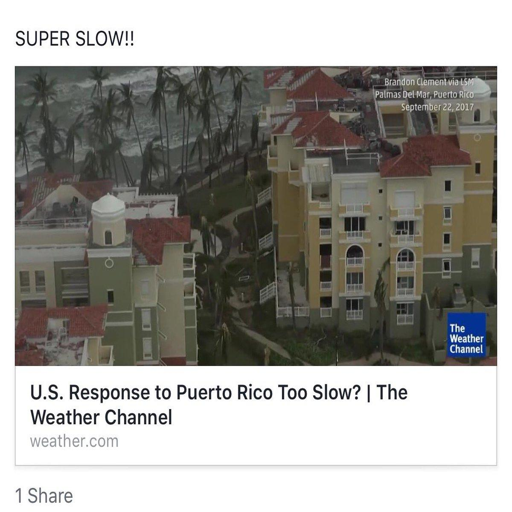 SUPER SLOW!!
Brandon Clement via LSM
Palmas Del Mar, Puerto Rico
September 22, 2017
The
Weather
Channel
U.S. Response to Puerto Rico Too Slow? | The
Weather Channel
weather.com
1 Share